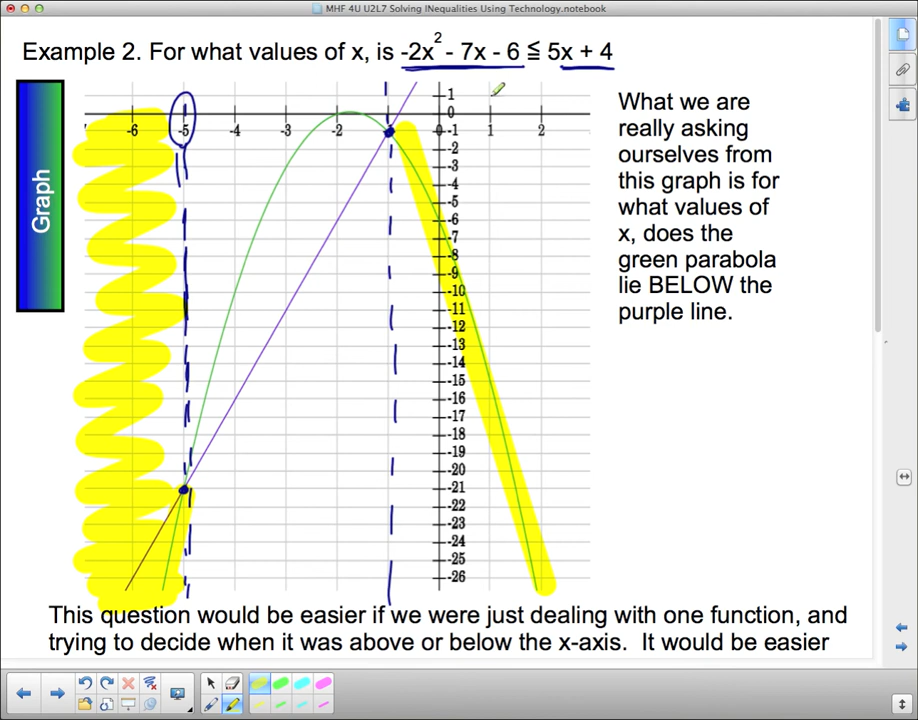 MHF 4U U2L7 Solving INequalities Using Technology.notebook
Example 2. For what values of x, is -2x² - 7x - 6 ≦ 5x + 4
Graph
1
0
-6 -5 -4 -3 -2 0 1 2
-1
-2
-3
-4
-5
-6
-7
-8
-9
-10
-11
-12
-13
-14
-15
-16
-17
-18
-19
-20
-21
-22
-23
-24
-25
-26
What we are
really asking
ourselves from
this graph is for
what values of
x, does the
green parabola
lie BELOW the
purple line.
This question would be easier if we were just dealing with one function, and
trying to decide when it was above or below the x-axis. It would be easier